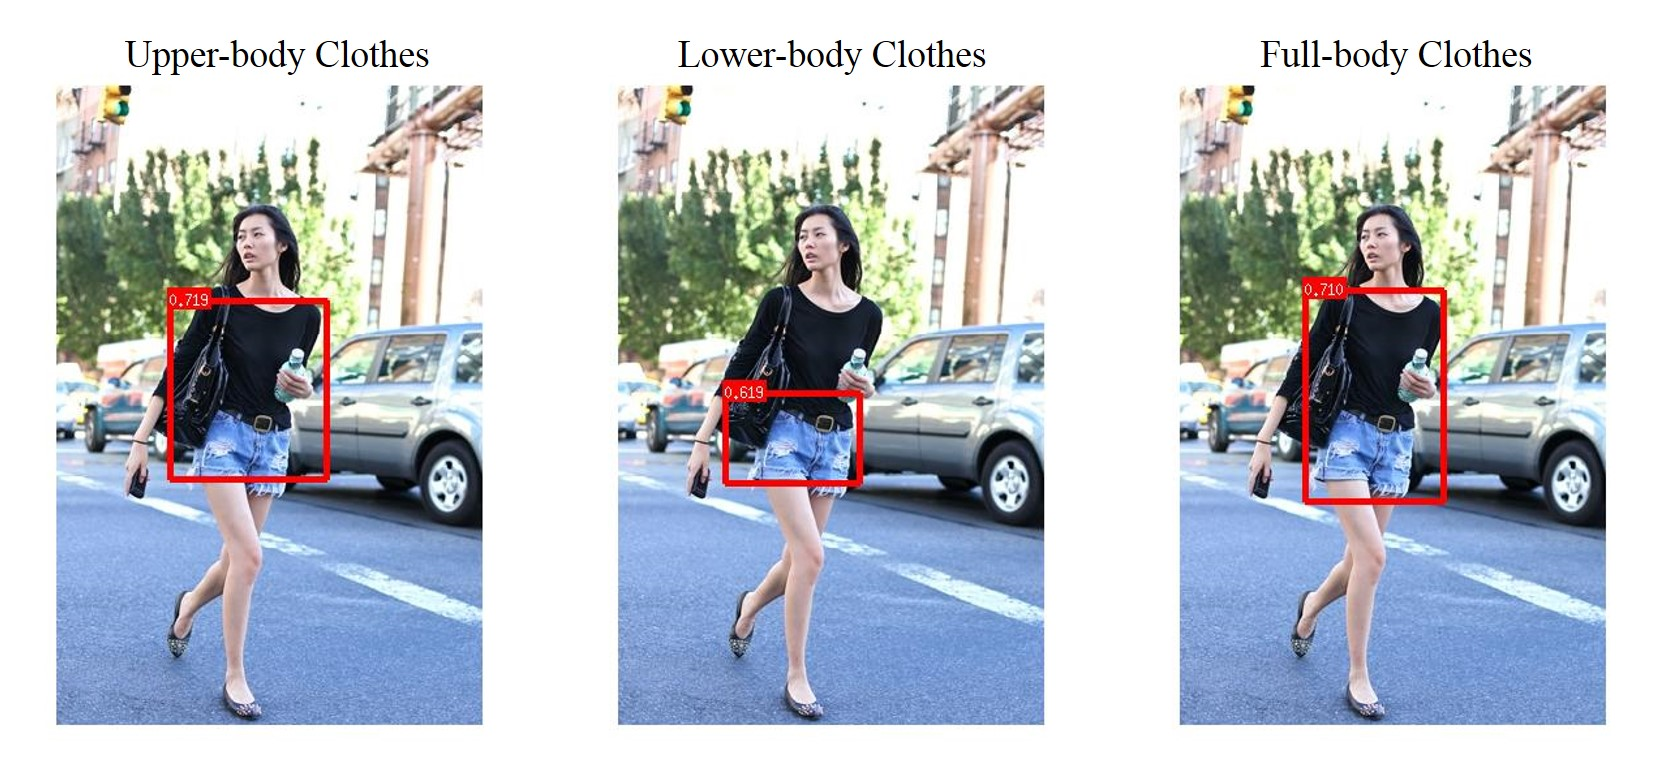 Upper-body Clothes
Lower-body Clothes
Full-body Clothes
0.719
0.619
0.710